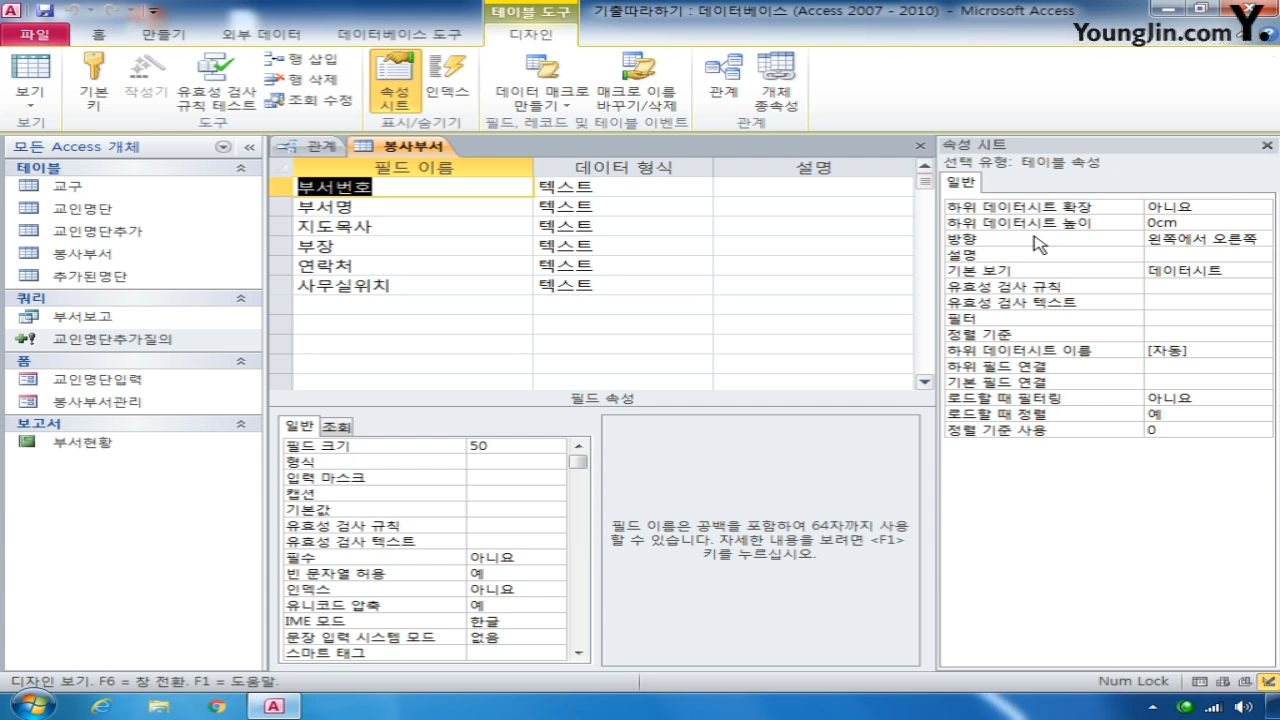 테이블 도구
기출따라하기 : 데이터베이스 (Access 2007 - 2010) - Microsoft Access
Y.
YoungJin.com
파일
홈
만들기
외부 데이터
데이터베이스 도구
디자인
보기
기본 키
작성기
유효성 검사 규칙 테스트
행 삽입
행 삭제
조회 수정
속성 시트
인덱스
데이터 매크로 만들기
매크로 이름 바꾸기/삭제
관계
개체 종속성
보기
도구
표시/숨기기
필드, 레코드 및 테이블 이벤트
관계
모든 Access 개체
테이블
교구
교인명단
교인명단추가
봉사부서
추가된명단
쿼리
부서보고
교인명단추가질의
폼
교인명단입력
봉사부서관리
보고서
부서현황
관계
봉사부서
필드 이름 데이터 형식 설명
부서번호 텍스트
부서명 텍스트
지도목사 텍스트
부장 텍스트
연락처 텍스트
사무실위치 텍스트
필드 속성
일반 조회
필드 크기 50
형식
입력 마스크
캡션
기본값
유효성 검사 규칙
유효성 검사 텍스트
필수 아니요
빈 문자열 허용 예
인덱스 아니요
유니코드 압축 예
IME 모드 한글
문장 입력 시스템 모드 없음
스마트 태그
필드 이름은 공백을 포함하여 64자까지 사용
할 수 있습니다. 자세한 내용을 보려면 <F1>
키를 누르십시오.
속성 시트
선택 유형: 테이블 속성
일반
하위 데이터시트 확장 아니요
하위 데이터시트 높이 0cm
방향 왼쪽에서 오른쪽
설명
기본 보기 데이터시트
유효성 검사 규칙
유효성 검사 텍스트
필터
정렬 기준
하위 데이터시트 이름 [자동]
하위 필드 연결
기본 필드 연결
로드할 때 필터링 아니요
로드할 때 정렬 예
정렬 기준 사용 0
디자인 보기. F6 = 창 전환. F1 = 도움말.
Num Lock